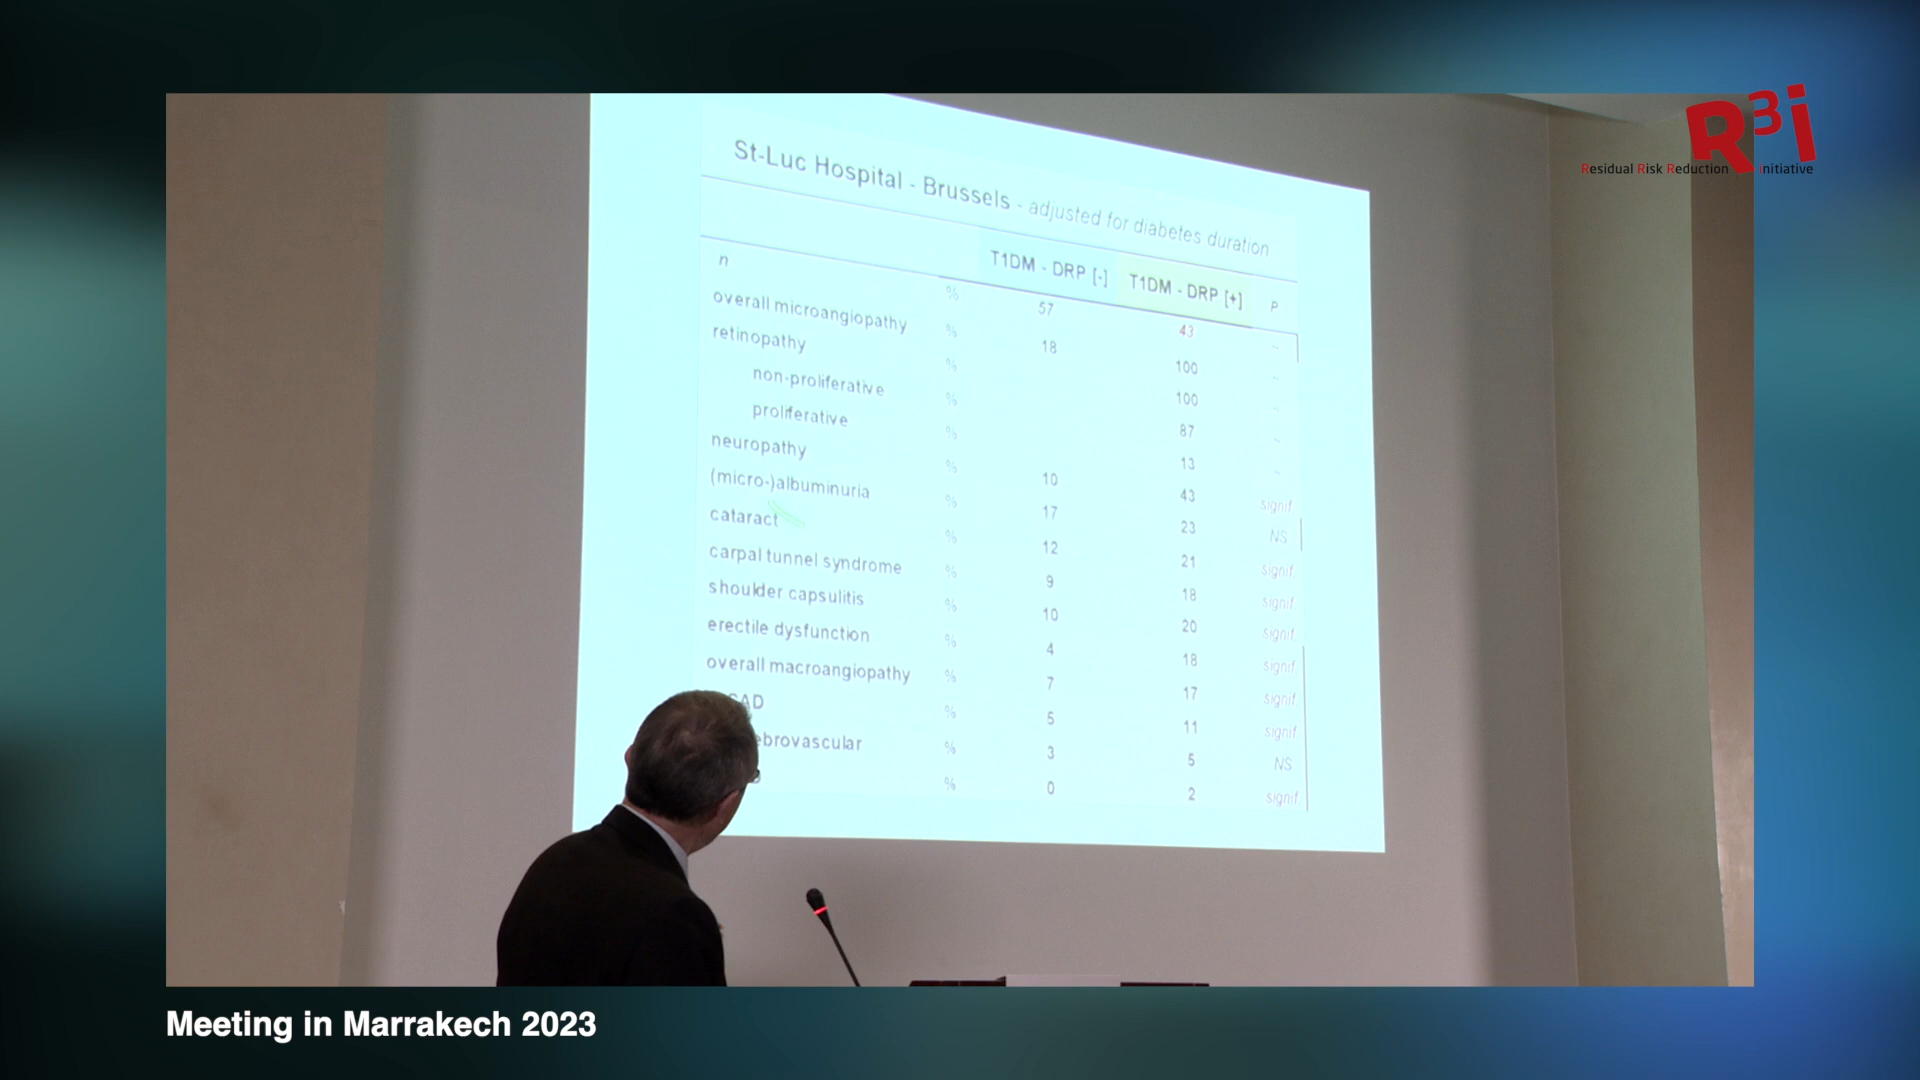 R3i
Residual Risk Reduction initiative
St-Luc Hospital - Brussels - adjusted for diabetes duration
T1DM - DRP [-] T1DM - DRP [+] P
n % 57 43 ~
overall microangiopathy % 18 100 ~
retinopathy % 100 ~
non-proliferative % 87 ~
proliferative % 13 ~
neuropathy % 10 43 signif.
(micro-)albuminuria % 17 23 NS
cataract % 12 21 signif.
carpal tunnel syndrome % 9 18 signif.
shoulder capsulitis % 10 20 signif.
erectile dysfunction % 4 18 signif.
overall macroangiopathy % 7 17 signif.
CAD % 5 11 signif.
ebrovascular % 3 5 NS
% 0 2 signif.
Meeting in Marrakech 2023